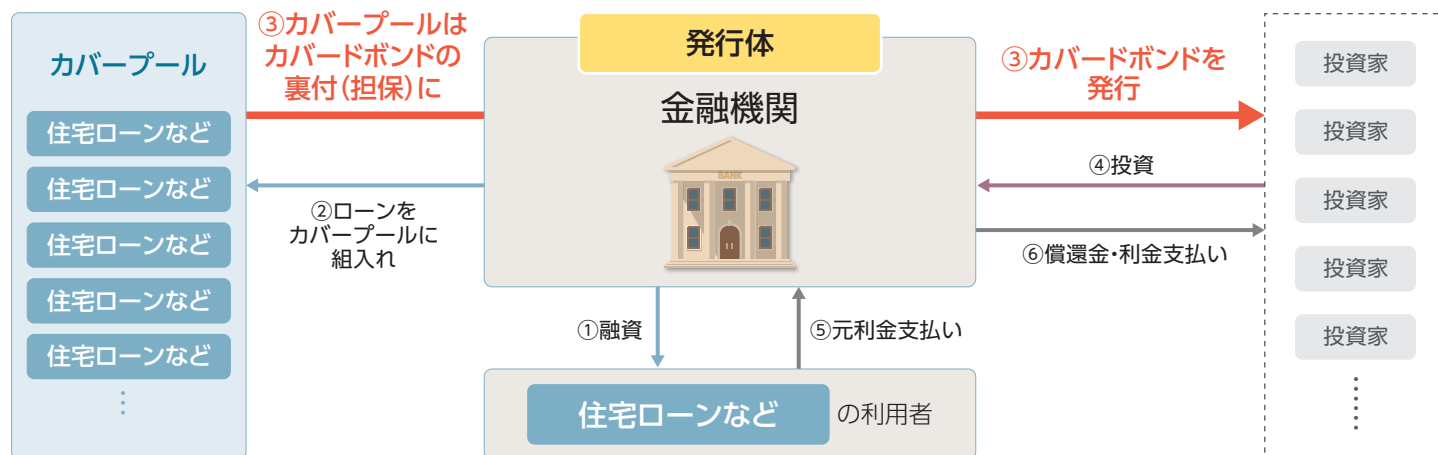 カバープール
住宅ローンなど
住宅ローンなど
住宅ローンなど
住宅ローンなど
住宅ローンなど
⋮
③カバープールは
カバードボンドの
裏付(担保)に
②ローンを
カバープールに
組入れ
発行体
金融機関
BANK
①融資
⑤元利金支払い
住宅ローンなど の利用者
③カバードボンドを
発行
④投資
⑥償還金・利金支払い
投資家
投資家
投資家
投資家
投資家
⋮